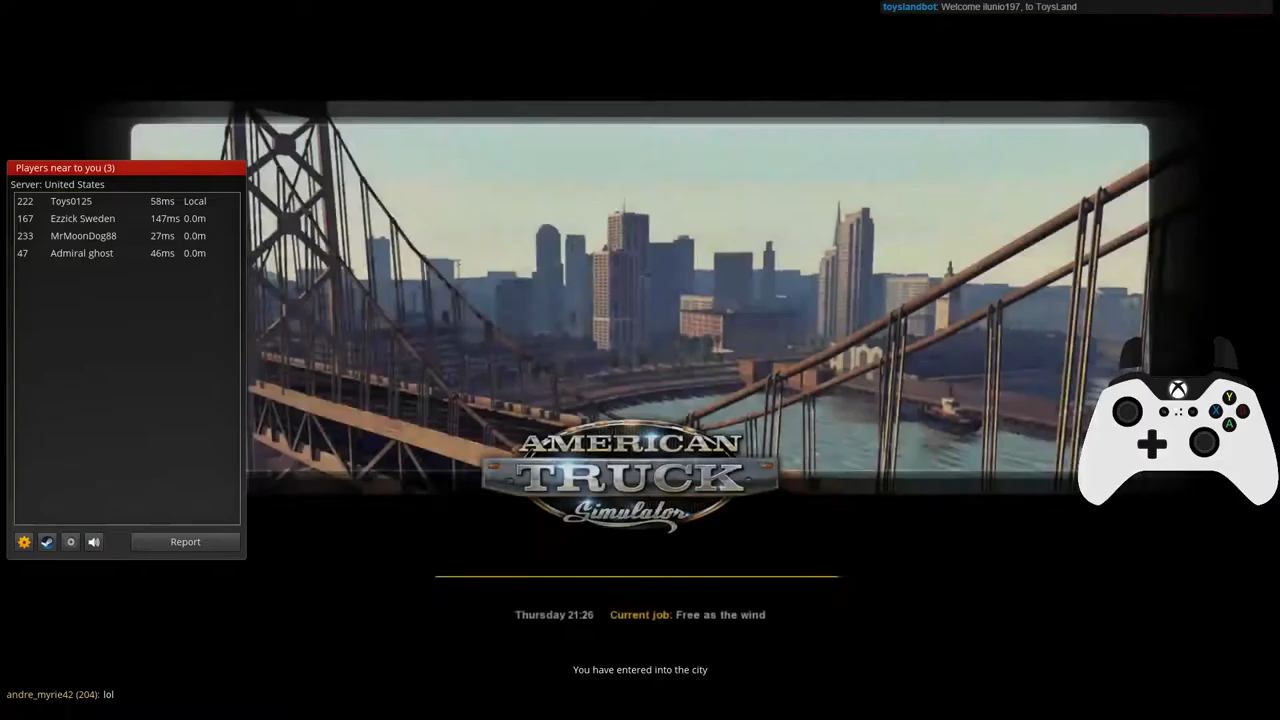 toyslandbot: Welcome ilunio197, to ToysLand
Players near to you (3)
Server: United States
222 Toys0125 58ms Local
167 Ezzick Sweden 147ms 0.0m
233 MrMoonDog88 27ms 0.0m
47 Admiral ghost 46ms 0.0m
Report
Y
X
A
AMERICAN
TRUCK
Simulator
Thursday 21:26 Current job: Free as the wind
You have entered into the city
andre_myrie42 (204): lol